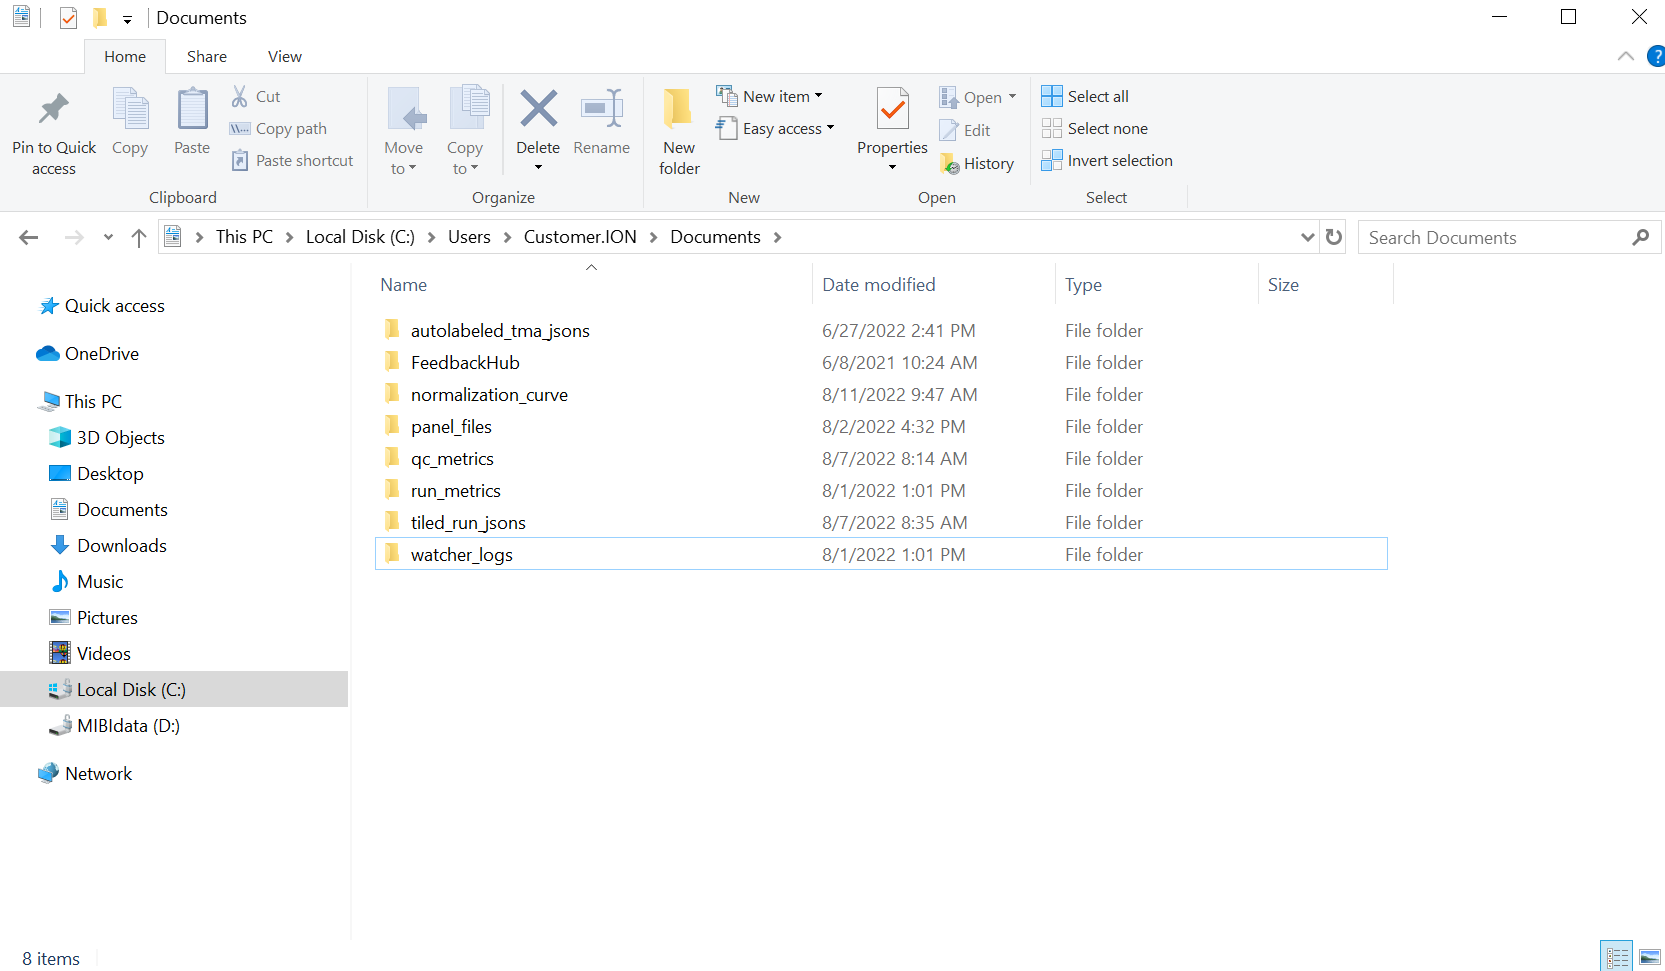 Documents
Home Share View
?
Pin to Quick access
Copy
Paste
Cut
Copy path
Paste shortcut
Clipboard
Move to
Copy to
Delete
Rename
Organize
New folder
New item
Easy access
New
Properties
Open
Edit
History
Open
Select all
Select none
Invert selection
Select
This PC Local Disk (C:) Users Customer.ION Documents
Search Documents
Quick access
OneDrive
This PC
3D Objects
Desktop
Documents
Downloads
Music
Pictures
Videos
Local Disk (C:)
MIBIdata (D:)
Network
Name Date modified Type Size
autolabeled_tma_jsons 6/27/2022 2:41 PM File folder
FeedbackHub 6/8/2021 10:24 AM File folder
normalization_curve 8/11/2022 9:47 AM File folder
panel_files 8/2/2022 4:32 PM File folder
qc_metrics 8/7/2022 8:14 AM File folder
run_metrics 8/1/2022 1:01 PM File folder
tiled_run_jsons 8/7/2022 8:35 AM File folder
watcher_logs 8/1/2022 1:01 PM File folder
8 items